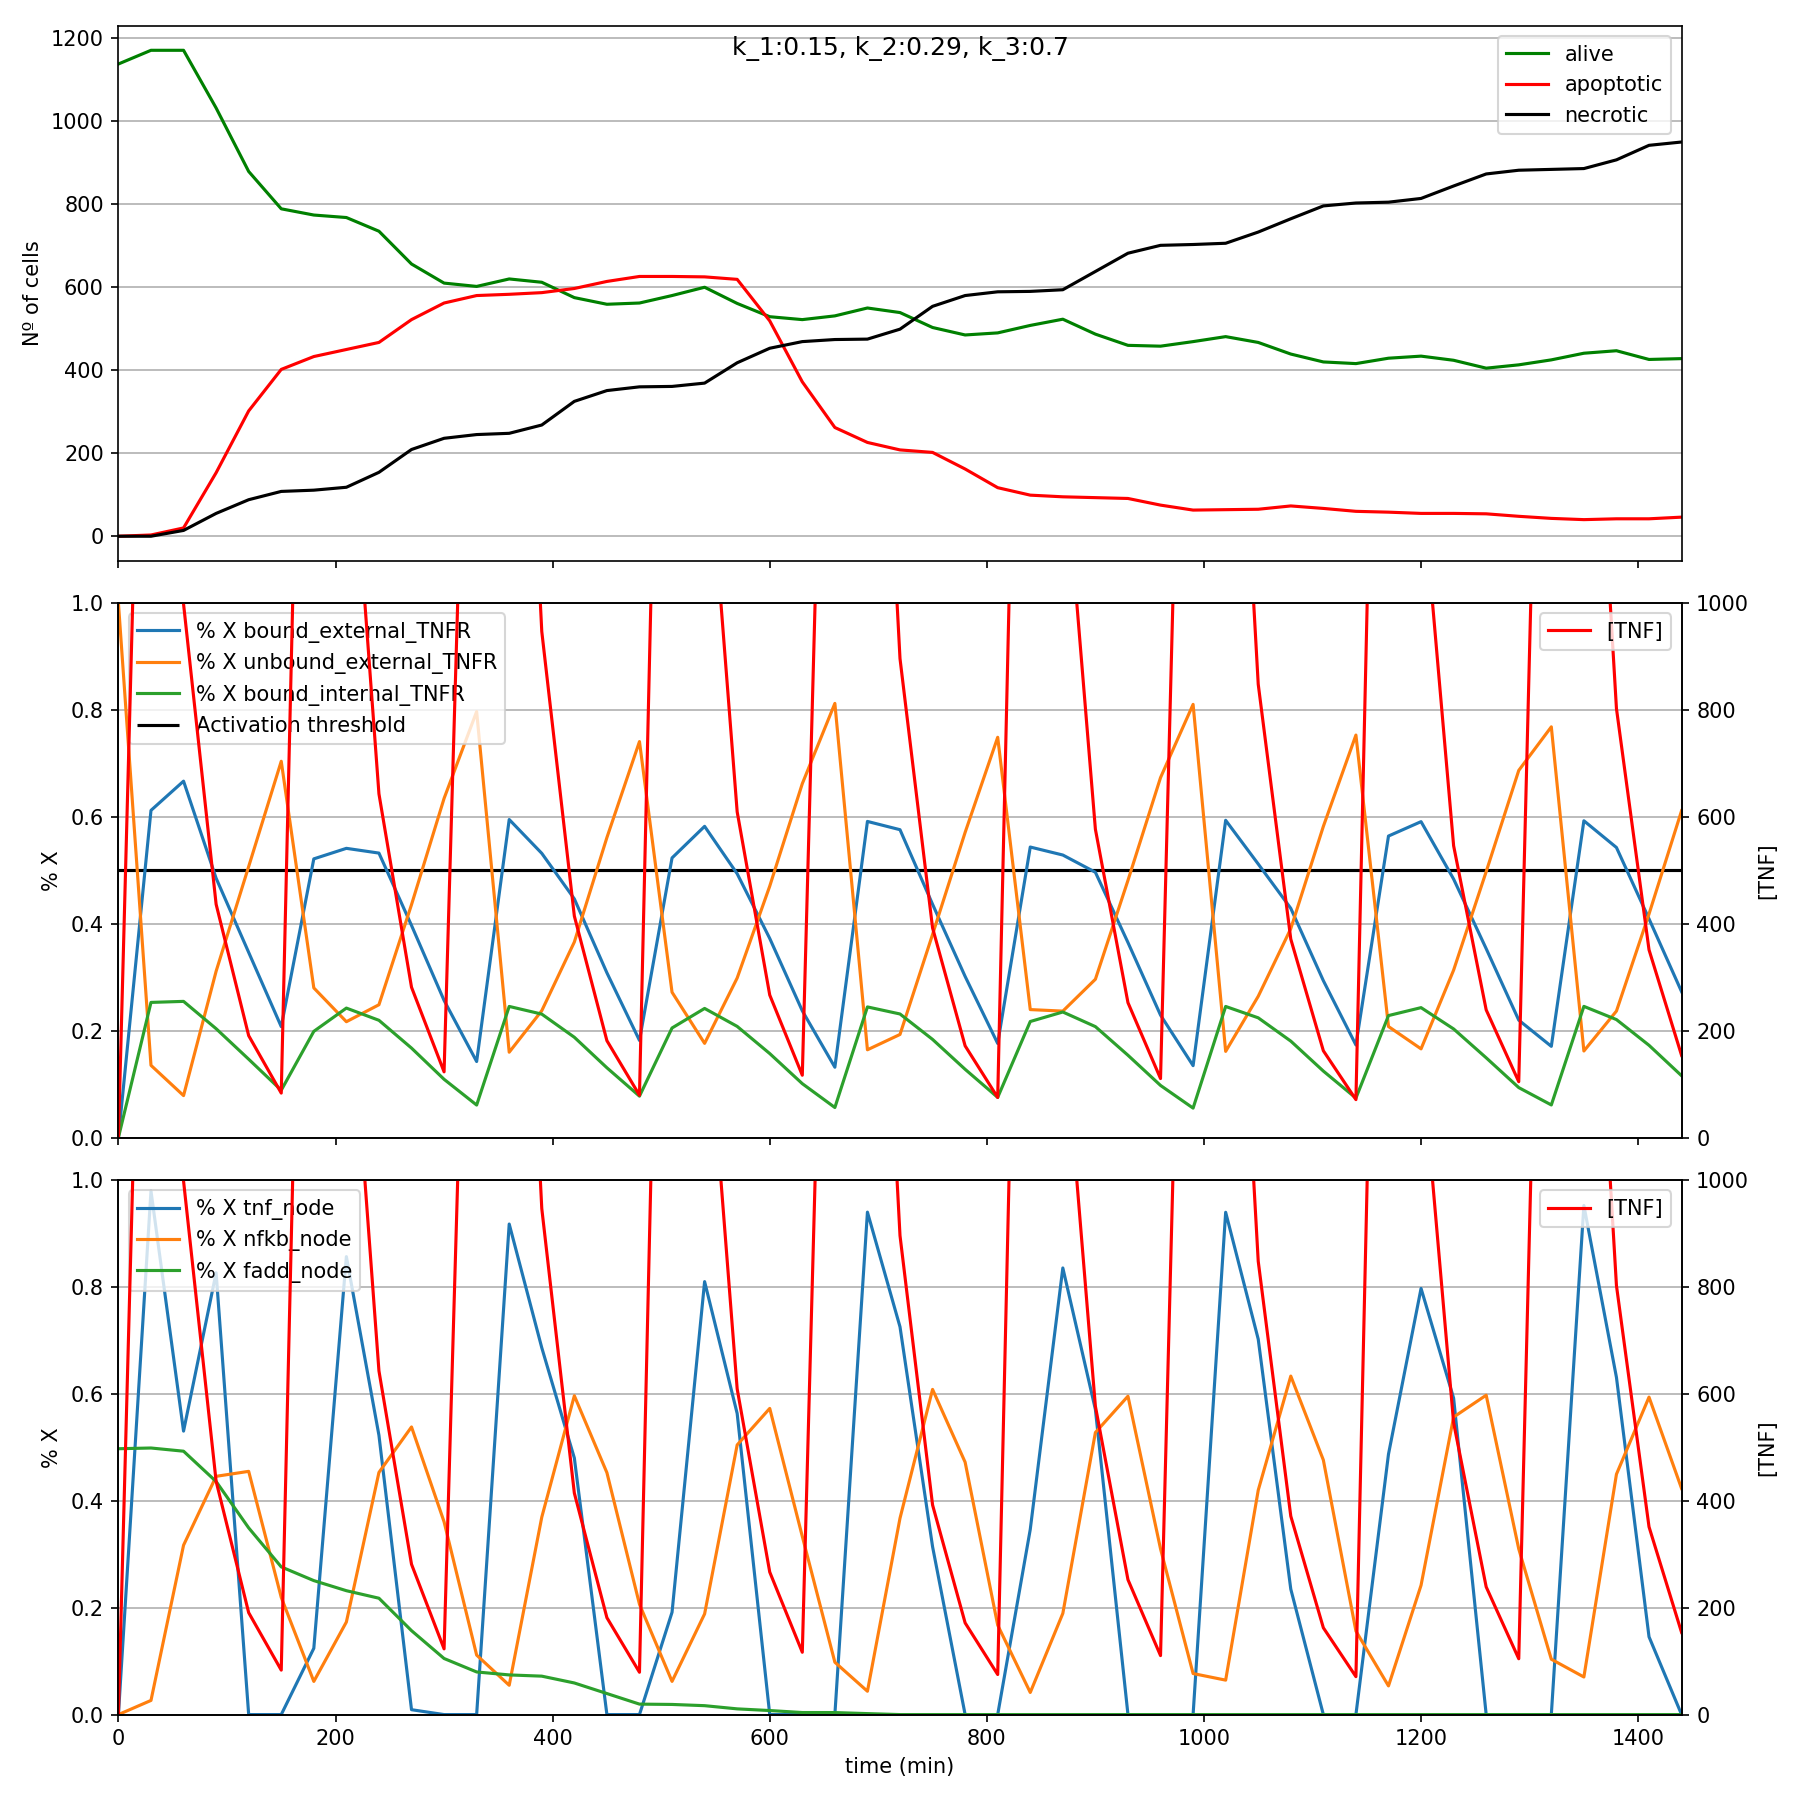 k_1:0.15, k_2:0.29, k_3:0.7
1200
1000
800
600
400
200
0
Nº of cells
alive
apoptotic
necrotic
1.0
0.8
0.6
0.4
0.2
0.0
% X
% X bound_external_TNFR
% X unbound_external_TNFR
% X bound_internal_TNFR
Activation threshold
[TNF]
1000
800
600
400
200
0
[TNF]
1.0
0.8
0.6
0.4
0.2
0.0
% X
% X tnf_node
% X nfkb_node
% X fadd_node
[TNF]
1000
800
600
400
200
0
[TNF]
0 200 400 600 800 1000 1200 1400
time (min)